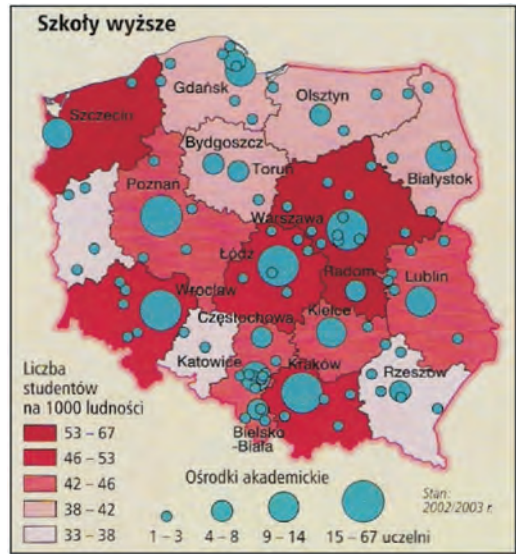 Szkoły wyższe
Gdańsk
Olsztyn
Szczecin
Bydgoszcz
Toruń
Białystok
Poznań
Warszawa
Łódź
Radom
Lublin
Wrocław
Kielce
Częstochowa
Katowice
Kraków
Rzeszów
Bielsko
-Biała
Liczba
studentów
na 1000 ludności
53 – 67
46 – 53
42 – 46
38 – 42
33 – 38
Ośrodki akademickie
1 – 3
4 – 8
9 – 14
15 – 67 uczelni
Stan:
2002/2003 r.